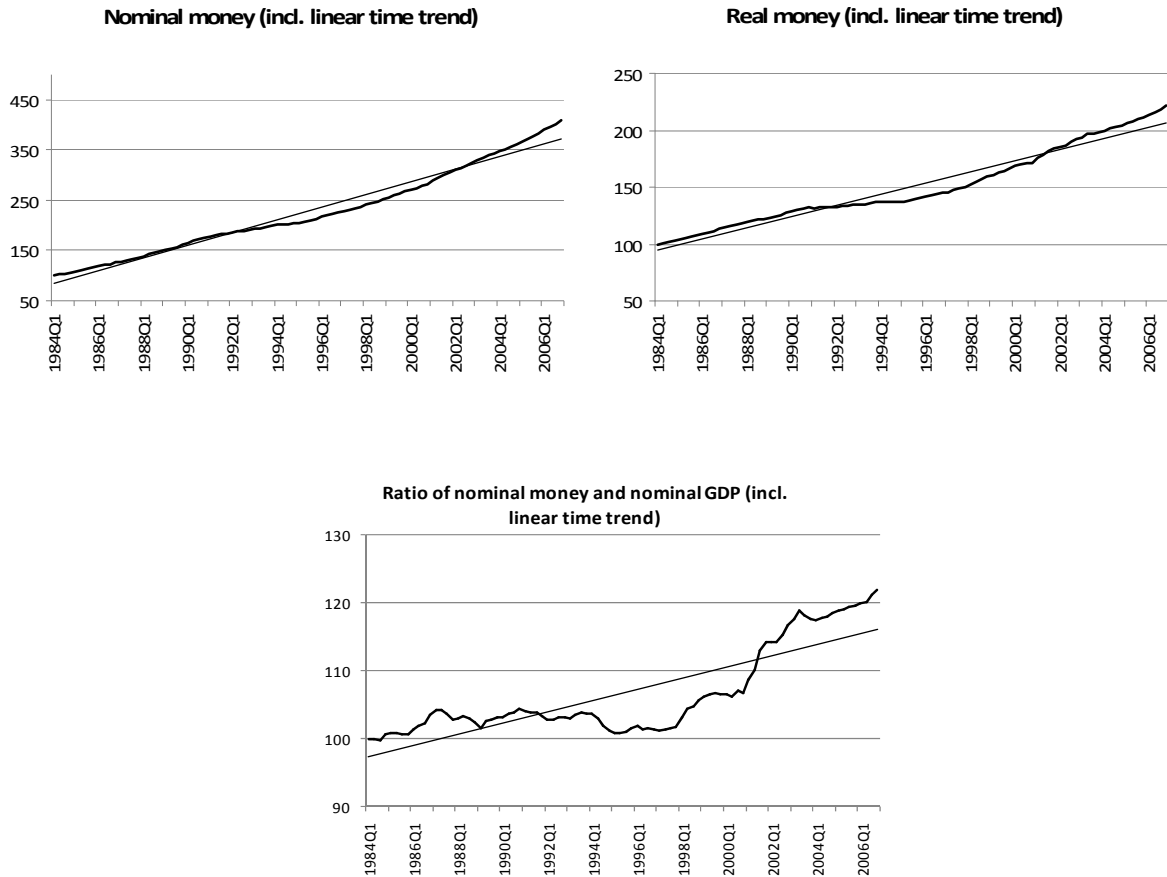 Nominal money (incl. linear time trend)
450
350
250
150
50
1984Q1
1986Q1
1988Q1
1990Q1
1992Q1
1994Q1
1996Q1
1998Q1
2000Q1
2002Q1
2004Q1
2006Q1
Real money (incl. linear time trend)
250
200
150
100
50
1984Q1
1986Q1
1988Q1
1990Q1
1992Q1
1994Q1
1996Q1
1998Q1
2000Q1
2002Q1
2004Q1
2006Q1
Ratio of nominal money and nominal GDP (incl.
linear time trend)
130
120
110
100
90
1984Q1
1986Q1
1988Q1
1990Q1
1992Q1
1994Q1
1996Q1
1998Q1
2000Q1
2002Q1
2004Q1
2006Q1